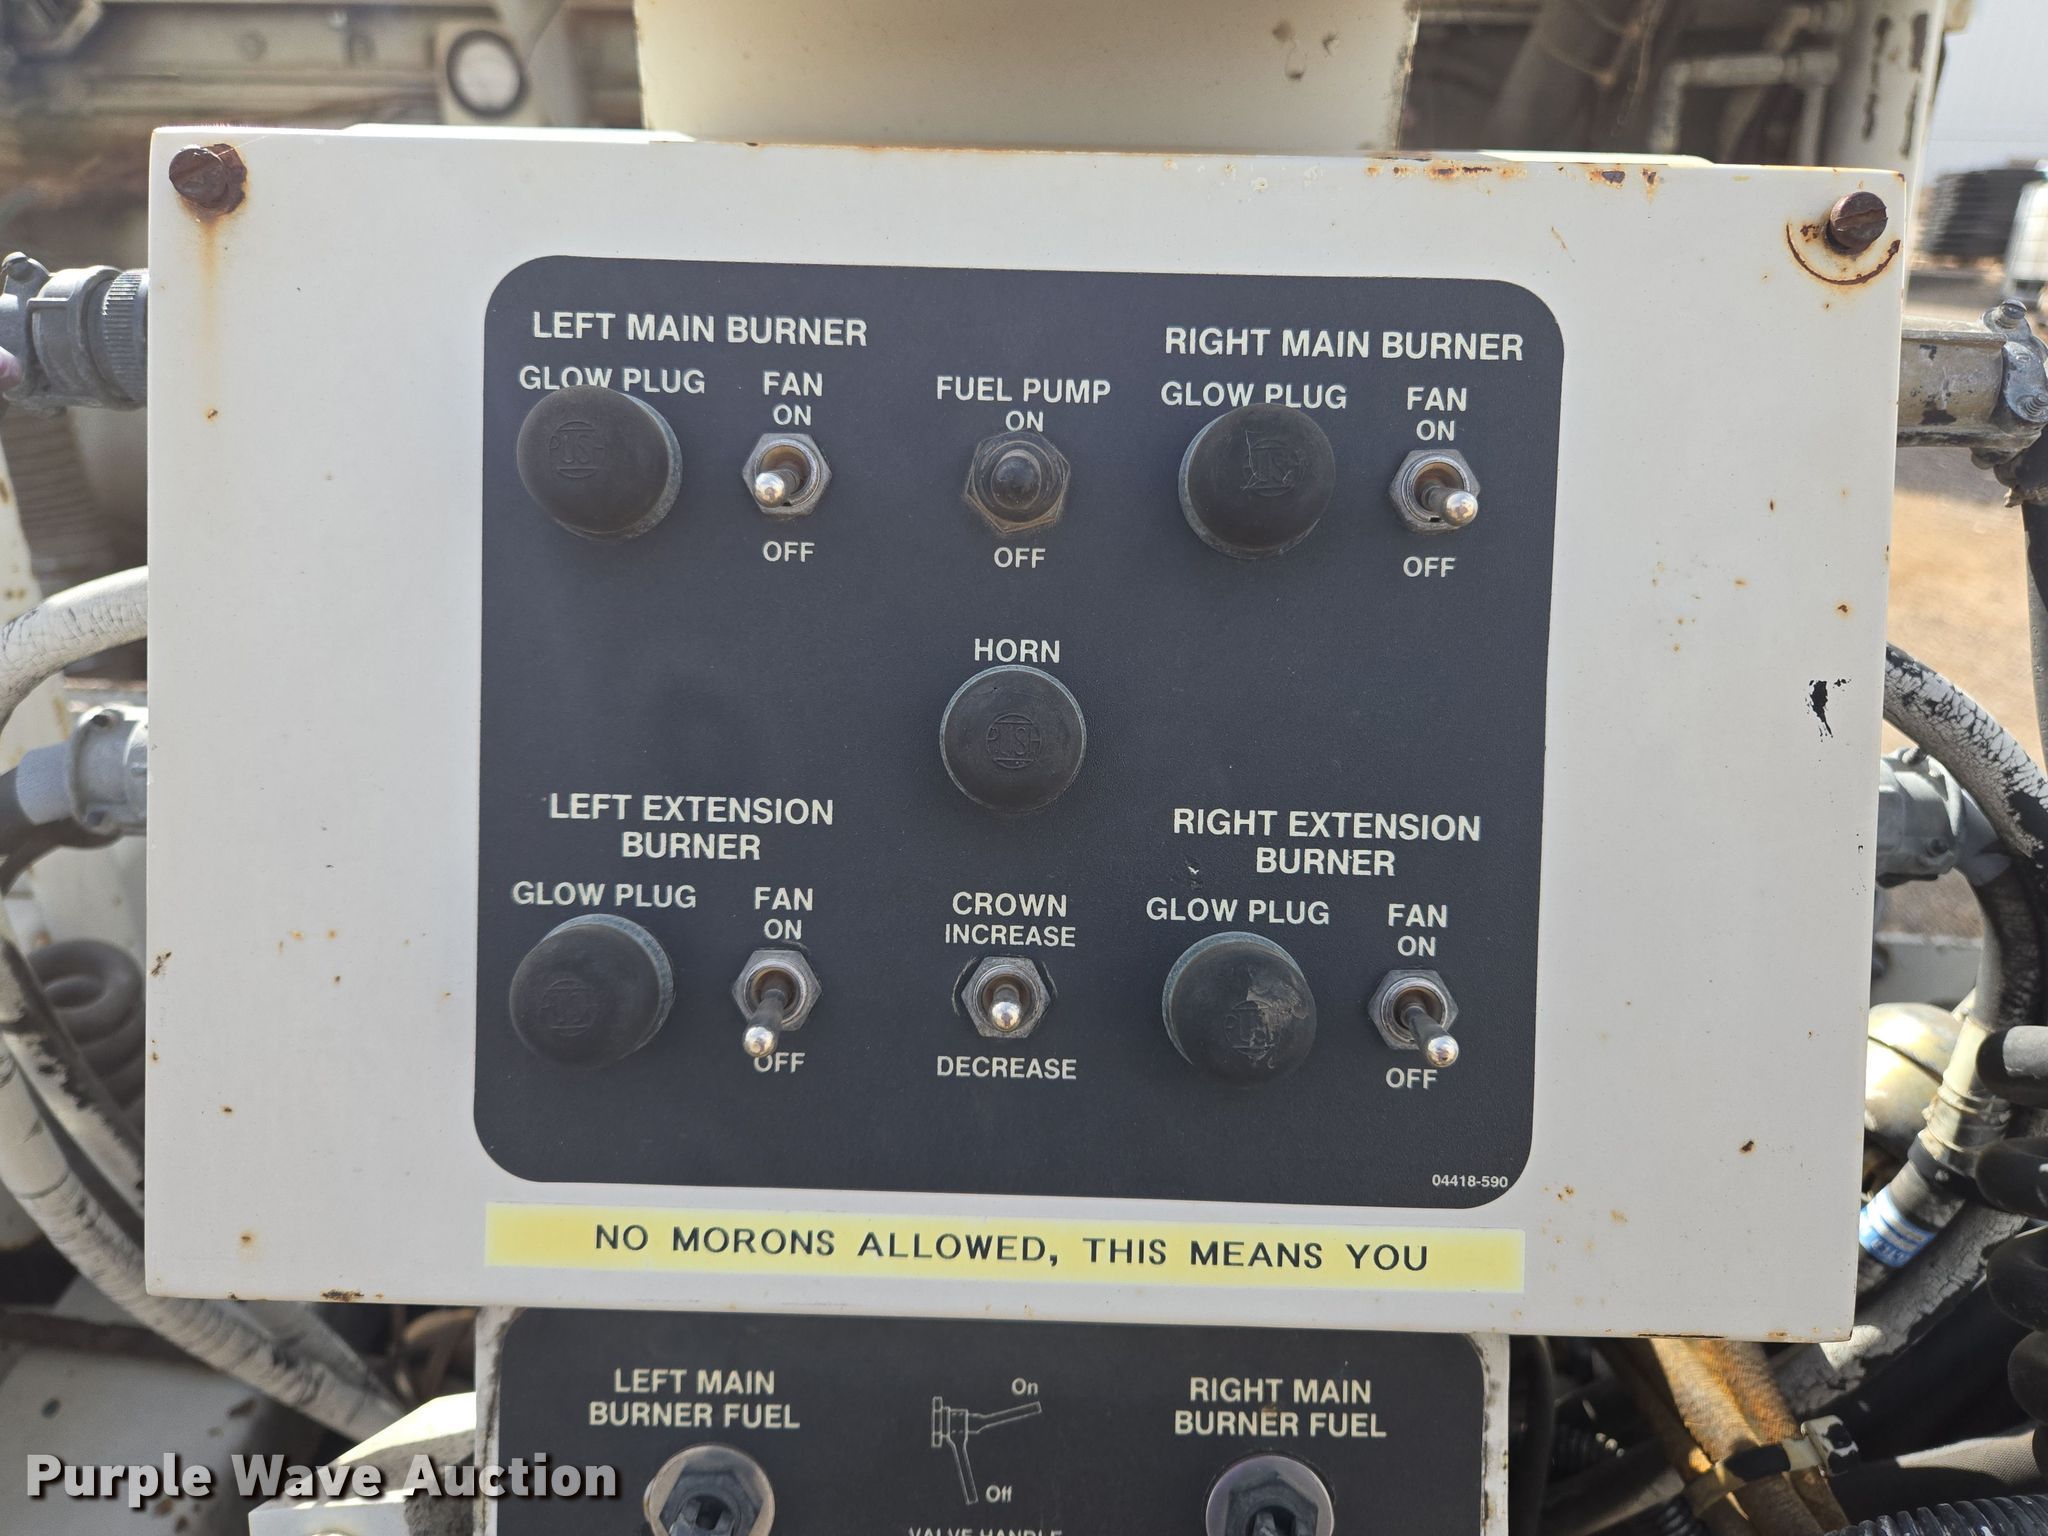 LEFT MAIN BURNER
GLOW PLUG
FAN
ON
OFF
PUSH
FUEL PUMP
ON
OFF
RIGHT MAIN BURNER
GLOW PLUG
FAN
ON
OFF
HORN
PUSH
LEFT EXTENSION
BURNER
GLOW PLUG
FAN
ON
OFF
CROWN
INCREASE
DECREASE
RIGHT EXTENSION
BURNER
GLOW PLUG
FAN
ON
OFF
04418-590
NO MORONS ALLOWED, THIS MEANS YOU
LEFT MAIN
BURNER FUEL
On
Off
VALVE HANDLE
RIGHT MAIN
BURNER FUEL
Purple Wave Auction